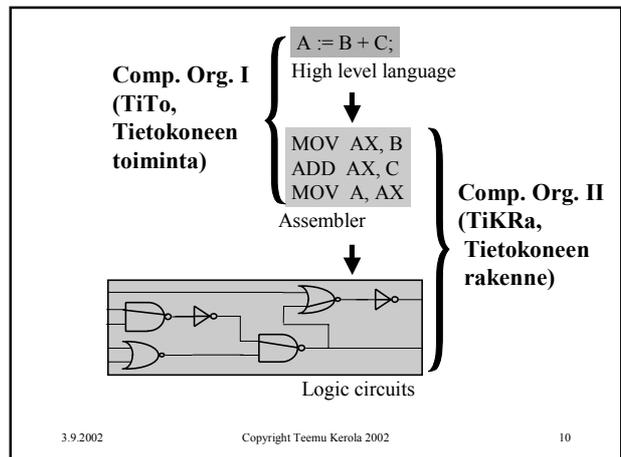 A := B + C;
High level language
Comp. Org. I
(TiTo,
Tietokoneen
toiminta)
MOV AX, B
ADD AX, C
MOV A, AX
Assembler
Comp. Org. II
(TiKRa,
Tietokoneen
rakenne)
Logic circuits
3.9.2002 Copyright Teemu Kerola 2002 10